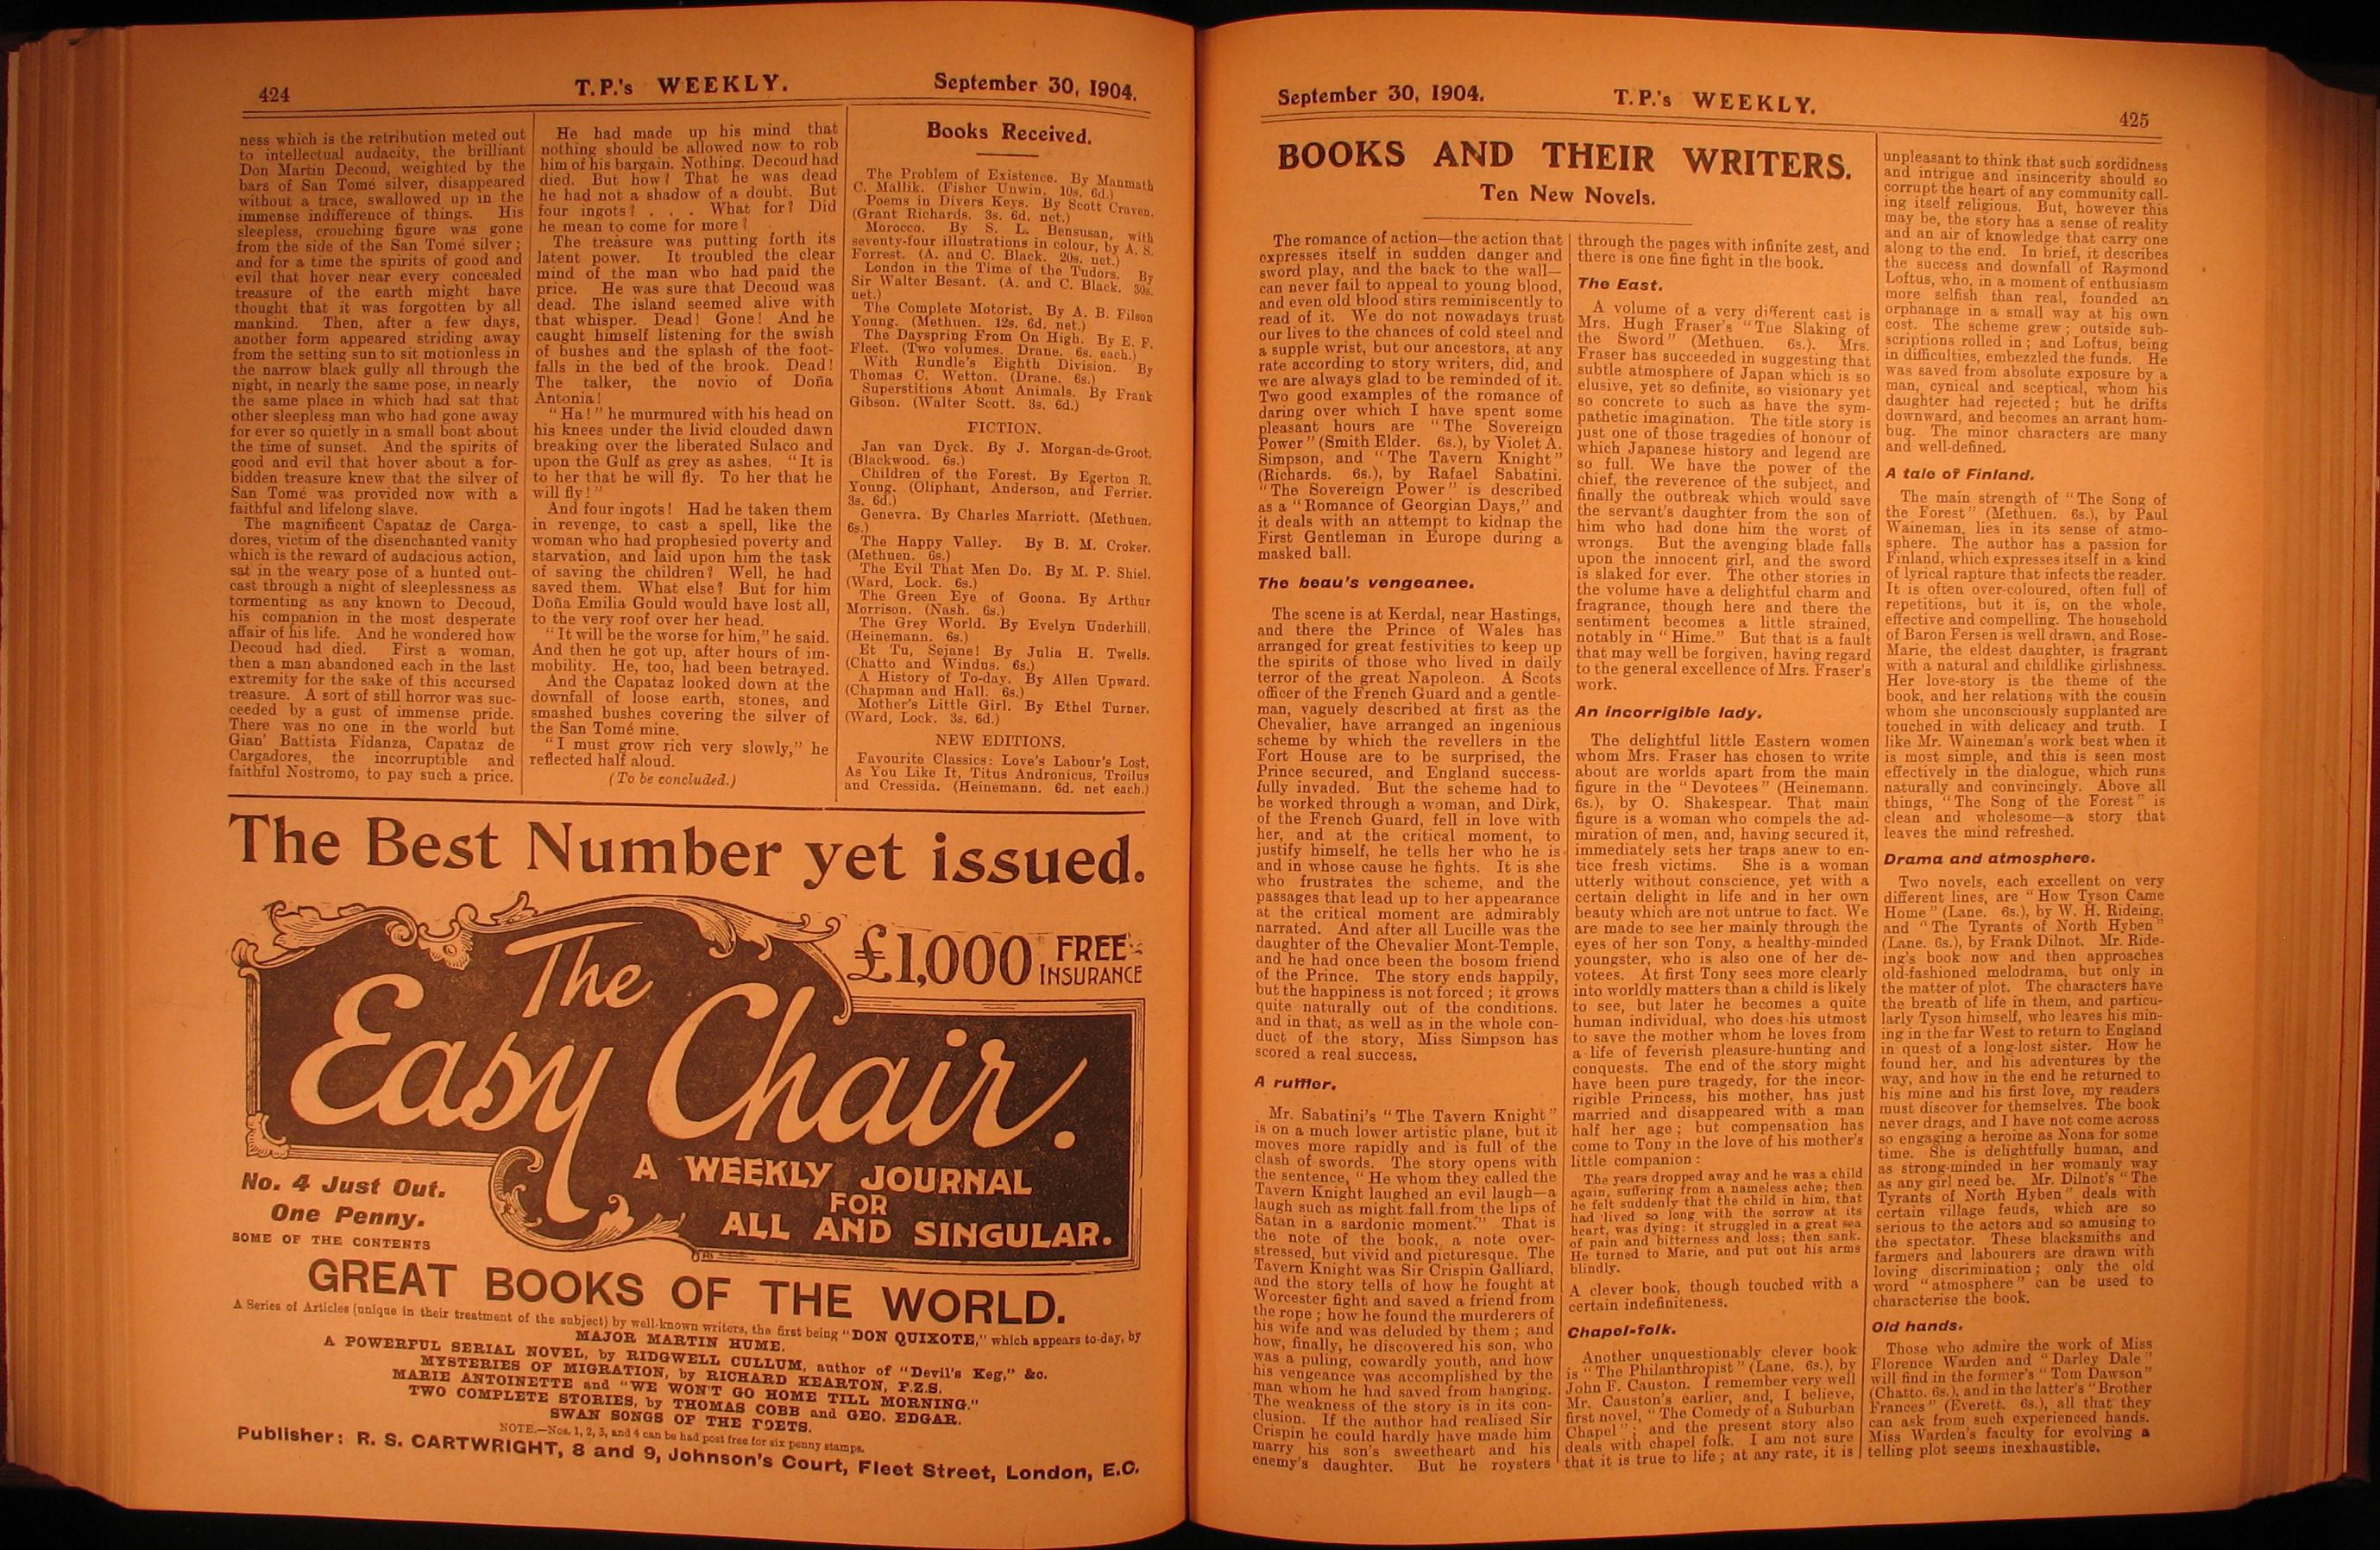 424
T.P.'s WEEKLY.
September 30, 1904.
ness which is the retribution meted out
to intellectual audacity, the brilliant
Don Martin Decoud, weighted by the
bars of San Tomé silver, disappeared
without a trace, swallowed up in the
immense indifference of things. His
sleepless, crouching figure was gone
from the side of the San Tomé silver;
and for a time the spirits of good and
evil that hover near every concealed
treasure of the earth might have
thought that it was forgotten by all
mankind. Then, after a few days,
another form appeared striding away
from the setting sun to sit motionless in
the narrow black gully all through the
night, in nearly the same pose, in nearly
the same place in which had sat that
other sleepless man who had gone away
for ever so quietly in a small boat about
the time of sunset. And the spirits of
good and evil that hover about a for-
bidden treasure knew that the silver of
San Tomé was provided now with a
faithful and lifelong slave.
The magnificent Capataz de Carga-
dores, victim of the disenchanted vanity
which is the reward of audacious action,
sat in the weary pose of a hunted out-
cast through a night of sleeplessness as
tormenting as any known to Decoud,
his companion in the most desperate
affair of his life. And he wondered how
Decoud had died. First a woman,
then a man abandoned each in the last
extremity for the sake of this accursed
treasure. A sort of still horror was suc-
ceeded by a gust of immense pride.
There was no one in the world but
Gian' Battista Fidanza, Capataz de
Cargadores, the incorruptible and
faithful Nostromo, to pay such a price.
He had made up his mind that
nothing should be allowed now to rob
him of his bargain. Nothing. Decoud had
died. But how? That he was dead
he had not a shadow of a doubt. But
four ingots? . . . What for? Did
he mean to come for more?
The treasure was putting forth its
latent power. It troubled the clear
mind of the man who had paid the
price. He was sure that Decoud was
dead. The island seemed alive with
that whisper. Dead! Gone! And he
caught himself listening for the swish
of bushes and the splash of the foot-
falls in the bed of the brook. Dead!
The talker, the novio of Doña
Antonia!
"Ha!" he murmured with his head on
his knees under the livid clouded dawn
breaking over the liberated Sulaco and
upon the Gulf as grey as ashes. "It is
to her that he will fly. To her that he
will fly!"
And four ingots! Had he taken them
in revenge, to cast a spell, like the
woman who had prophesied poverty and
starvation, and laid upon him the task
of saving the children? Well, he had
saved them. What else? But for him
Doña Emilia Gould would have lost all,
to the very roof over her head.
"It will be the worse for him," he said.
And then he got up, after hours of im-
mobility. He, too, had been betrayed.
And the Capataz looked down at the
downfall of loose earth, stones, and
smashed bushes covering the silver of
the San Tomé mine.
"I must grow rich very slowly," he
reflected half aloud.
(To be concluded.)
Books Received.
The Problem of Existence. By Manmath
C. Mallik. (Fisher Unwin. 10s. 6d.)
Poems in Divers Keys. By Scott Craven.
(Grant Richards. 3s. 6d. net.)
Morocco. By S. L. Bensusan, with
seventy-four illustrations in colour, by A. S.
Forrest. (A. and C. Black. 20s. net.)
London in the Time of the Tudors. By
Sir Walter Besant. (A. and C. Black. 30s.
net.)
The Complete Motorist. By A. B. Filson
Young. (Methuen. 12s. 6d. net.)
The Dayspring From On High. By E. F.
Fleet. (Two volumes. Drane. 6s. each.)
With Rundle's Eighth Division. By
Thomas C. Wetton. (Drane. 6s.)
Superstitions About Animals. By Frank
Gibson. (Walter Scott. 3s. 6d.)
FICTION.
Jan van Dyck. By J. Morgan-de-Groot.
(Blackwood. 6s.)
Children of the Forest. By Egerton R.
Young. (Oliphant, Anderson, and Ferrier.
3s. 6d.)
Genevra. By Charles Marriott. (Methuen.
6s.)
The Happy Valley. By B. M. Croker.
(Methuen. 6s.)
The Evil That Men Do. By M. P. Shiel.
(Ward, Lock. 6s.)
The Green Eye of Goona. By Arthur
Morrison. (Nash. 6s.)
The Grey World. By Evelyn Underhill.
(Heinemann. 6s.)
Et Tu, Sejane! By Julia H. Twells.
(Chatto and Windus. 6s.)
A History of To-day. By Allen Upward.
(Chapman and Hall. 6s.)
Mother's Little Girl. By Ethel Turner.
(Ward, Lock. 3s. 6d.)
NEW EDITIONS.
Favourite Classics: Love's Labour's Lost,
As You Like It, Titus Andronicus, Troilus
and Cressida. (Heinemann. 6d. net each.)
The Best Number yet issued.
£1,000 FREE
INSURANCE
The
Easy Chair.
A WEEKLY JOURNAL
FOR
ALL AND SINGULAR.
No. 4 Just Out.
One Penny.
SOME OF THE CONTENTS
GREAT BOOKS OF THE WORLD.
A Series of Articles (unique in their treatment of the subject) by well-known writers, the first being "DON QUIXOTE," which appears to-day, by
MAJOR MARTIN HUME.
A POWERFUL SERIAL NOVEL, by RIDGWELL CULLUM, author of "Devil's Keg," &c.
MYSTERIES OF MIGRATION, by RICHARD KEARTON, F.Z.S.
MARIE ANTOINETTE and "WE WON'T GO HOME TILL MORNING."
TWO COMPLETE STORIES, by THOMAS COBB and GEO. EDGAR.
SWAN SONGS OF THE POETS.
NOTE.—Nos. 1, 2, 3, and 4 can be had post free for six penny stamps.
Publisher: R. S. CARTWRIGHT, 8 and 9, Johnson's Court, Fleet Street, London, E.C.
September 30, 1904.
T.P.'s WEEKLY.
425
BOOKS AND THEIR WRITERS.
Ten New Novels.
The romance of action—the action that
expresses itself in sudden danger and
sword play, and the back to the wall—
can never fail to appeal to young blood,
and even old blood stirs reminiscently to
read of it. We do not nowadays trust
our lives to the chances of cold steel and
a supple wrist, but our ancestors, at any
rate according to story writers, did, and
we are always glad to be reminded of it.
Two good examples of the romance of
daring over which I have spent some
pleasant hours are "The Sovereign
Power" (Smith Elder. 6s.), by Violet A.
Simpson, and "The Tavern Knight"
(Richards. 6s.), by Rafael Sabatini.
"The Sovereign Power" is described
as a "Romance of Georgian Days," and
it deals with an attempt to kidnap the
First Gentleman in Europe during a
masked ball.
The beau's vengeance.
The scene is at Kerdal, near Hastings,
and there the Prince of Wales has
arranged for great festivities to keep up
the spirits of those who lived in daily
terror of the great Napoleon. A Scots
officer of the French Guard and a gentle-
man, vaguely described at first as the
Chevalier, have arranged an ingenious
scheme by which the revellers in the
Fort House are to be surprised, the
Prince secured, and England success-
fully invaded. But the scheme had to
be worked through a woman, and Dirk,
of the French Guard, fell in love with
her, and at the critical moment, to
justify himself, he tells her who he is
and in whose cause he fights. It is she
who frustrates the scheme, and the
passages that lead up to her appearance
at the critical moment are admirably
narrated. And after all Lucille was the
daughter of the Chevalier Mont-Temple,
and he had once been the bosom friend
of the Prince. The story ends happily,
but the happiness is not forced; it grows
quite naturally out of the conditions,
and in that, as well as in the whole con-
duct of the story, Miss Simpson has
scored a real success.
A ruffler.
Mr. Sabatini's "The Tavern Knight"
is on a much lower artistic plane, but it
moves more rapidly and is full of the
clash of swords. The story opens with
the sentence, "He whom they called the
Tavern Knight laughed an evil laugh—a
laugh such as might fall from the lips of
Satan in a sardonic moment." That is
the note of the book, a note over-
stressed, but vivid and picturesque. The
Tavern Knight was Sir Crispin Galliard,
and the story tells of how he fought at
Worcester fight and saved a friend from
the rope; how he found the murderers of
his wife and was deluded by them; and
how, finally, he discovered his son, who
was a puling, cowardly youth, and how
his vengeance was accomplished by the
man whom he had saved from hanging.
The weakness of the story is in its con-
clusion. If the author had realised Sir
Crispin he could hardly have made him
marry his son's sweetheart and his
enemy's daughter. But he roysters
through the pages with infinite zest, and
there is one fine fight in the book.
The East.
A volume of a very different cast is
Mrs. Hugh Fraser's "The Slaking of
the Sword" (Methuen. 6s.). Mrs.
Fraser has succeeded in suggesting that
subtle atmosphere of Japan which is so
elusive, yet so definite, so visionary yet
so concrete to such as have the sym-
pathetic imagination. The title story is
just one of those tragedies of honour of
which Japanese history and legend are
so full. We have the power of the
chief, the reverence of the subject, and
finally the outbreak which would save
the servant's daughter from the son of
him who had done him the worst of
wrongs. But the avenging blade falls
upon the innocent girl, and the sword
is slaked for ever. The other stories in
the volume have a delightful charm and
fragrance, though here and there the
sentiment becomes a little strained,
notably in "Hime." But that is a fault
that may well be forgiven, having regard
to the general excellence of Mrs. Fraser's
work.
An incorrigible lady.
The delightful little Eastern women
whom Mrs. Fraser has chosen to write
about are worlds apart from the main
figure in the "Devotees" (Heinemann.
6s.), by O. Shakespear. That main
figure is a woman who compels the ad-
miration of men, and, having secured it,
immediately sets her traps anew to en-
tice fresh victims. She is a woman
utterly without conscience, yet with a
certain delight in life and in her own
beauty which are not untrue to fact. We
are made to see her mainly through the
eyes of her son Tony, a healthy-minded
youngster, who is also one of her de-
votees. At first Tony sees more clearly
into worldly matters than a child is likely
to see, but later he becomes a quite
human individual, who does his utmost
to save the mother whom he loves from
a life of feverish pleasure-hunting and
conquests. The end of the story might
have been pure tragedy, for the incor-
rigible Princess, his mother, has just
married and disappeared with a man
half her age; but compensation has
come to Tony in the love of his mother's
little companion:
The years dropped away and he was a child
again, suffering from a nameless ache; then
he felt suddenly that the child in him, that
had lived so long with the sorrow at its
heart, was dying: it struggled in a great sea
of pain and bitterness and loss; then sank.
He turned to Marie, and put out his arms
blindly.
A clever book, though touched with a
certain indefiniteness.
Chapel-folk.
Another unquestionably clever book
is "The Philanthropist" (Lane. 6s.), by
John F. Causton. I remember very well
Mr. Causton's earlier, and, I believe,
first novel, "The Comedy of a Suburban
Chapel"; and the present story also
deals with chapel folk. I am not sure
that it is true to life; at any rate, it is
unpleasant to think that such sordidness
and intrigue and insincerity should so
corrupt the heart of any community call-
ing itself religious. But, however this
may be, the story has a sense of reality
and an air of knowledge that carry one
along to the end. In brief, it describes
the success and downfall of Raymond
Loftus, who, in a moment of enthusiasm
more selfish than real, founded an
orphanage in a small way at his own
cost. The scheme grew; outside sub-
scriptions rolled in; and Loftus, being
in difficulties, embezzled the funds. He
was saved from absolute exposure by a
man, cynical and sceptical, whom his
daughter had rejected; but he drifts
downward, and becomes an arrant hum-
bug. The minor characters are many
and well-defined.
A tale of Finland.
The main strength of "The Song of
the Forest" (Methuen. 6s.), by Paul
Waineman, lies in its sense of atmo-
sphere. The author has a passion for
Finland, which expresses itself in a kind
of lyrical rapture that infects the reader.
It is often over-coloured, often full of
repetitions, but it is, on the whole,
effective and compelling. The household
of Baron Fersen is well drawn, and Rose-
Marie, the eldest daughter, is fragrant
with a natural and childlike girlishness.
Her love-story is the theme of the
book, and her relations with the cousin
whom she unconsciously supplanted are
touched in with delicacy and truth. I
like Mr. Waineman's work best when it
is most simple, and this is seen most
effectively in the dialogue, which runs
naturally and convincingly. Above all
things, "The Song of the Forest" is
clean and wholesome—a story that
leaves the mind refreshed.
Drama and atmosphere.
Two novels, each excellent on very
different lines, are "How Tyson Came
Home" (Lane. 6s.), by W. H. Rideing,
and "The Tyrants of North Hyben"
(Lane. 6s.), by Frank Dilnot. Mr. Ride-
ing's book now and then approaches
old-fashioned melodrama, but only in
the matter of plot. The characters have
the breath of life in them, and particu-
larly Tyson himself, who leaves his min-
ing in the far West to return to England
in quest of a long-lost sister. How he
found her, and his adventures by the
way, and how in the end he returned to
his mine and his first love, my readers
must discover for themselves. The book
never drags, and I have not come across
so engaging a heroine as Nona for some
time. She is delightfully human, and
as strong-minded in her womanly way
as any girl need be. Mr. Dilnot's "The
Tyrants of North Hyben" deals with
certain village feuds, which are so
serious to the actors and so amusing to
the spectator. These blacksmiths and
farmers and labourers are drawn with
loving discrimination; only the old
word "atmosphere" can be used to
characterise the book.
Old hands.
Those who admire the work of Miss
Florence Warden and "Darley Dale"
will find in the former's "Tom Dawson"
(Chatto. 6s.), and in the latter's "Brother
Frances" (Everett. 6s.), all that they
can ask from such experienced hands.
Miss Warden's faculty for evolving a
telling plot seems inexhaustible.